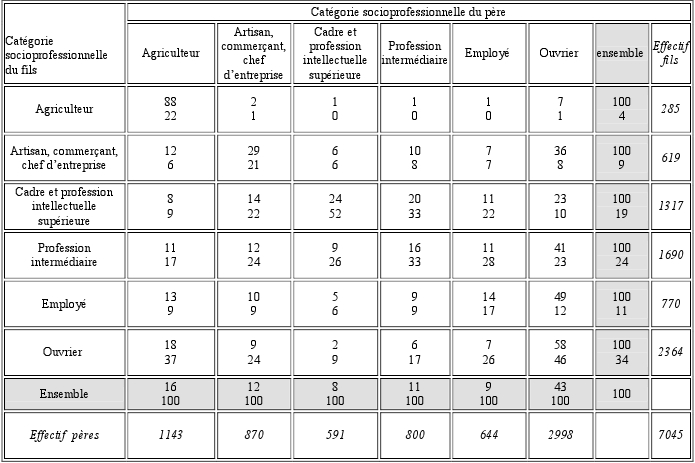 Catégorie socioprofessionnelle du fils
Catégorie socioprofessionnelle du père
Agriculteur
Artisan, commerçant, chef d'entreprise
Cadre et profession intellectuelle supérieure
Profession intermédiaire
Employé
Ouvrier
ensemble
Effectif fils
Agriculteur
88 2 1 1 1 7 100 285
22 1 0 0 0 1 4
Artisan, commerçant, chef d'entreprise
12 29 6 10 7 36 100 619
6 21 6 8 7 8 9
Cadre et profession intellectuelle supérieure
8 14 24 20 11 23 100 1317
9 22 52 33 22 10 19
Profession intermédiaire
11 12 9 16 11 41 100 1690
17 24 26 33 28 23 24
Employé
13 10 5 9 14 49 100 770
9 9 6 9 17 12 11
Ouvrier
18 9 2 6 7 58 100 2364
37 24 9 17 26 46 34
Ensemble
16 12 8 11 9 43 100
100 100 100 100 100 100
Effectif pères 1143 870 591 800 644 2998 7045